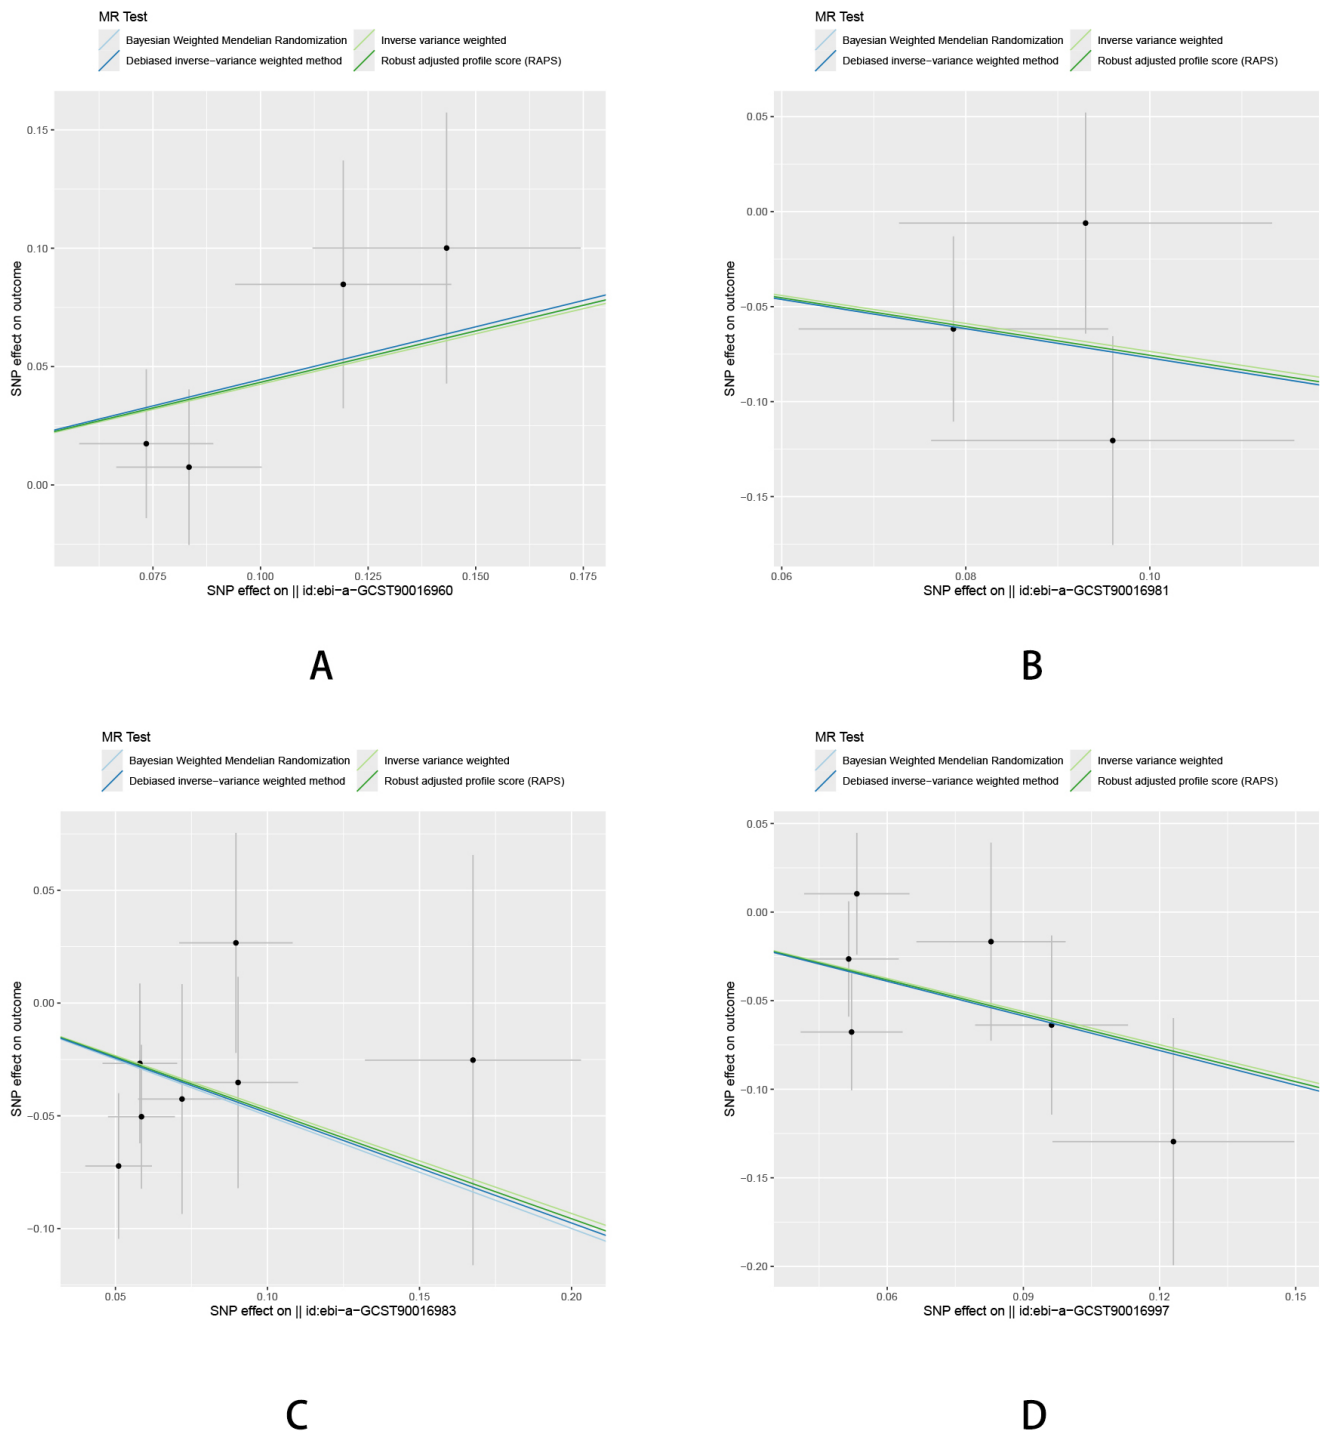 MR Test
Bayesian Weighted Mendelian Randomization Inverse variance weighted
Debiased inverse−variance weighted method Robust adjusted profile score (RAPS)
0.15
0.10
0.05
0.00
SNP effect on outcome
0.075 0.100 0.125 0.150 0.175
SNP effect on || id:ebi−a−GCST90016960
A
MR Test
Bayesian Weighted Mendelian Randomization Inverse variance weighted
Debiased inverse−variance weighted method Robust adjusted profile score (RAPS)
0.05
0.00
−0.05
−0.10
−0.15
SNP effect on outcome
0.06 0.08 0.10
SNP effect on || id:ebi−a−GCST90016981
B
MR Test
Bayesian Weighted Mendelian Randomization Inverse variance weighted
Debiased inverse−variance weighted method Robust adjusted profile score (RAPS)
0.05
0.00
−0.05
−0.10
SNP effect on outcome
0.05 0.10 0.15 0.20
SNP effect on || id:ebi−a−GCST90016983
C
MR Test
Bayesian Weighted Mendelian Randomization Inverse variance weighted
Debiased inverse−variance weighted method Robust adjusted profile score (RAPS)
0.05
0.00
−0.05
−0.10
−0.15
−0.20
SNP effect on outcome
0.06 0.09 0.12 0.15
SNP effect on || id:ebi−a−GCST90016997
D